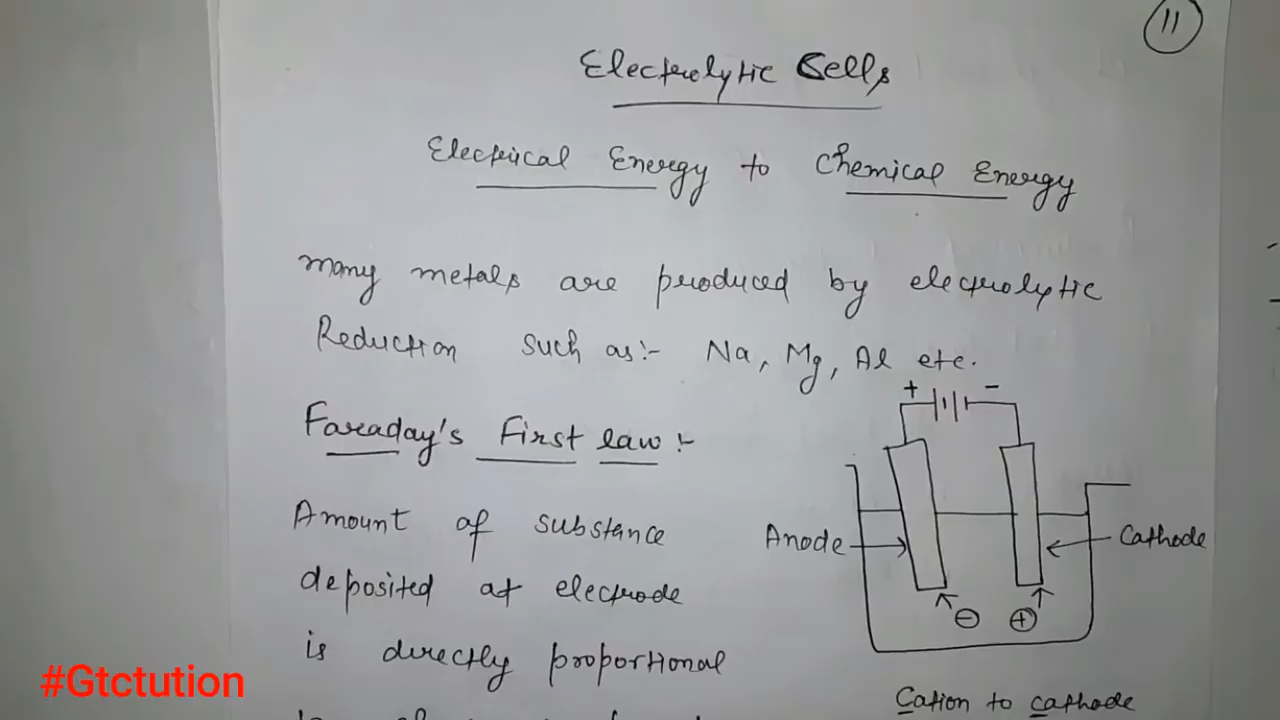 11
Electrolytic Cells
Electrical Energy to Chemical Energy
many metals are produced by electrolytic
Reduction such as:- Na, Mg, Al etc.
+ -
Faraday's First law :-
Amount of substance
Anode
Cathode
deposited at electrode
- +
is directly proportional
#Gtctution
Cation to cathode